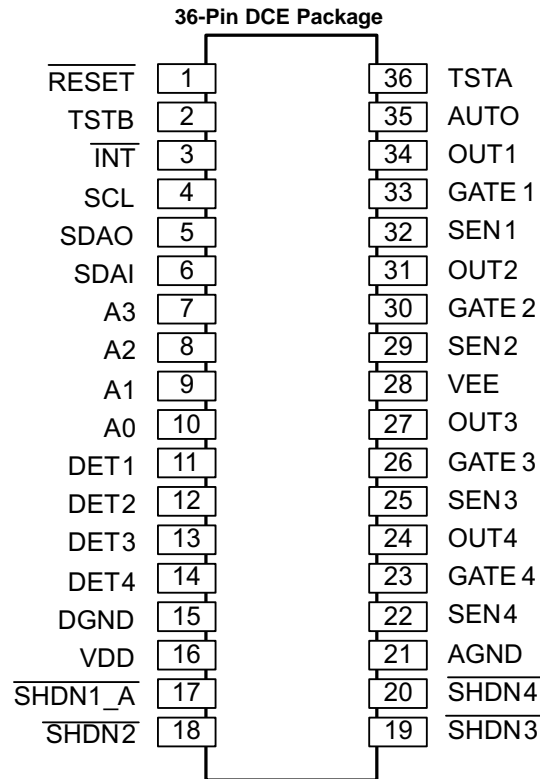 36-Pin DCE Package
RESET 1 36 TSTA
TSTB 2 35 AUTO
INT 3 34 OUT1
SCL 4 33 GATE 1
SDAO 5 32 SEN1
SDAI 6 31 OUT2
A3 7 30 GATE 2
A2 8 29 SEN2
A1 9 28 VEE
A0 10 27 OUT3
DET1 11 26 GATE 3
DET2 12 25 SEN3
DET3 13 24 OUT4
DET4 14 23 GATE 4
DGND 15 22 SEN4
VDD 16 21 AGND
SHDN1_A 17 20 SHDN4
SHDN2 18 19 SHDN3